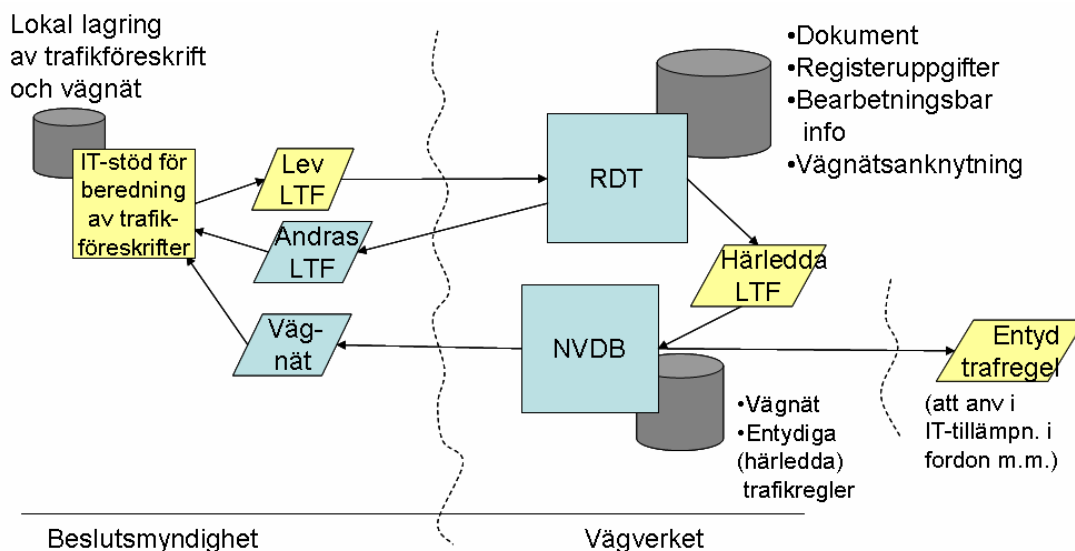 Lokal lagring
av trafikföreskrift
och vägnät
IT-stöd för
beredning
av trafik-
föreskrifter
Lev
LTF
Andras
LTF
Väg-
nät
RDT
NVDB
•Dokument
•Registeruppgifter
•Bearbetningsbar
info
•Vägnätsanknytning
Härledda
LTF
•Vägnät
•Entydiga
(härledda)
trafikregler
Entyd
trafregel
(att anv i
IT-tillämpn. i
fordon m.m.)
Beslutsmyndighet
Vägverket